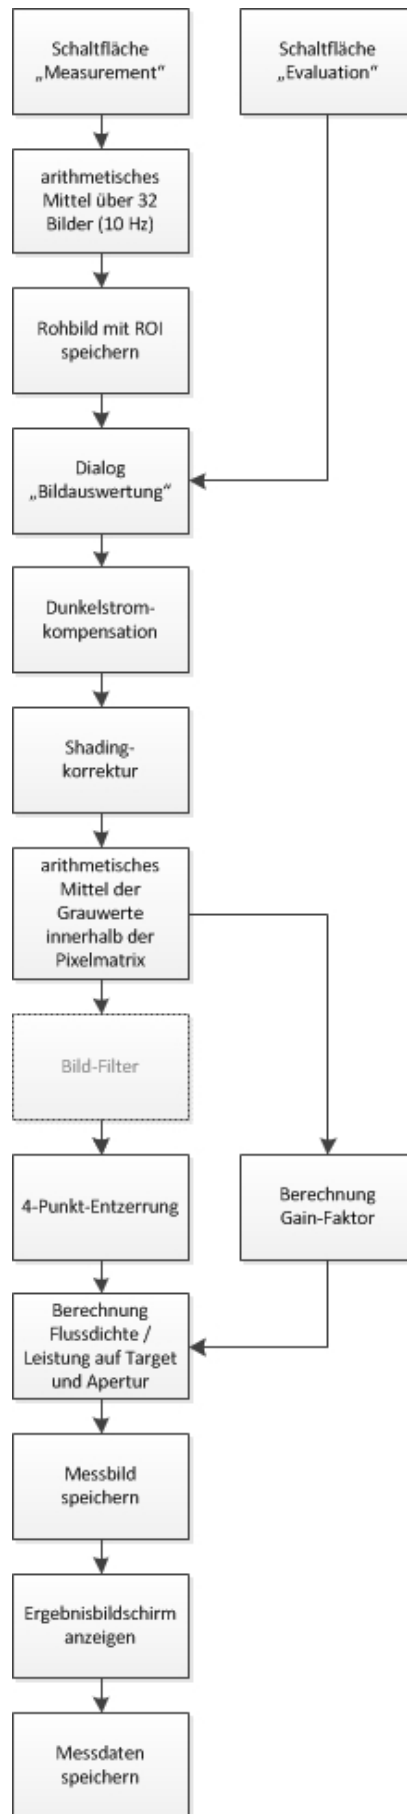 Schaltfläche
„Measurement“
Schaltfläche
„Evaluation“
arithmetisches
Mittel über 32
Bilder (10 Hz)
Rohbild mit ROI
speichern
Dialog
„Bildauswertung“
Dunkelstrom-
kompensation
Shading-
korrektur
arithmetisches
Mittel der
Grauwerte
innerhalb der
Pixelmatrix
Bild-Filter
4-Punkt-Entzerrung
Berechnung
Gain-Faktor
Berechnung
Flussdichte /
Leistung auf Target
und Apertur
Messbild
speichern
Ergebnisbildschirm
anzeigen
Messdaten
speichern